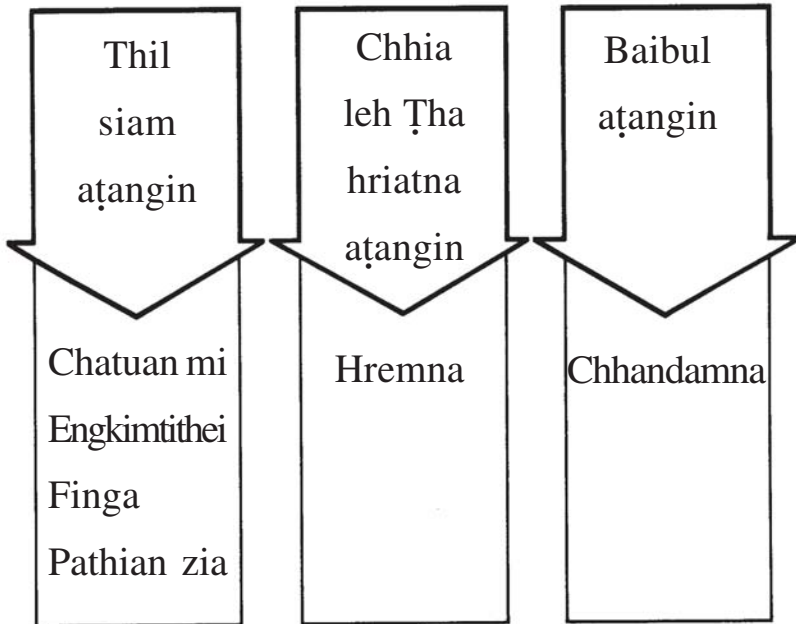 Thil
siam
aṭangin
Chhia
leh Ṭha
hriatna
aṭangin
Baibul
aṭangin
Chatuan mi
Engkimtithei
Finga
Pathian zia
Hremna
Chhandamna